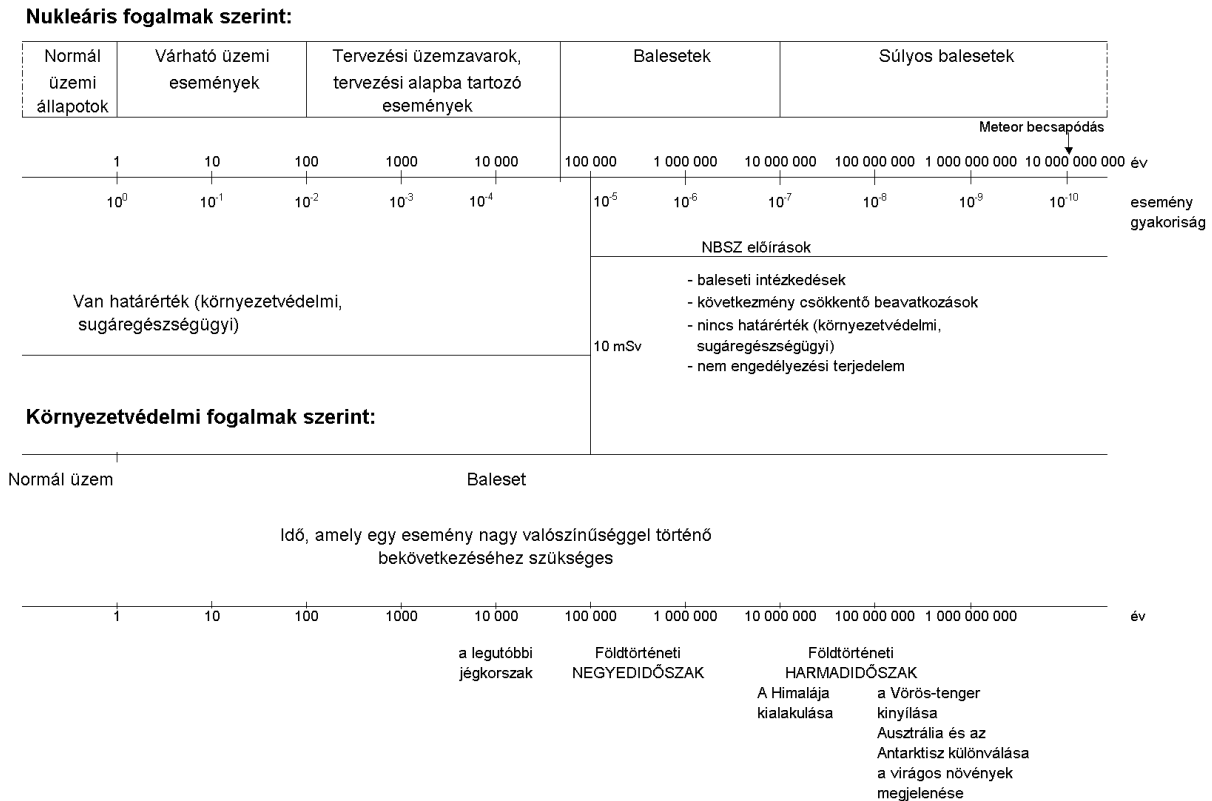 Nukleáris fogalmak szerint:
Normál
üzemi
állapotok
Várható üzemi
események
Tervezési üzemzavarok,
tervezési alapba tartozó
események
Balesetek
Súlyos balesetek
Meteor becsapódás
1 10 100 1000 10 000 100 000 1 000 000 10 000 000 100 000 000 1 000 000 000 10 000 000 000 év
10⁰ 10⁻¹ 10⁻² 10⁻³ 10⁻⁴ 10⁻⁵ 10⁻⁶ 10⁻⁷ 10⁻⁸ 10⁻⁹ 10⁻¹⁰ esemény
gyakoriság
NBSZ előírások
Van határérték (környezetvédelmi,
sugáregészségügyi)
10 mSv
- baleseti intézkedések
- következmény csökkentő beavatkozások
- nincs határérték (környezetvédelmi,
sugáregészségügyi)
- nem engedélyezési terjedelem
Környezetvédelmi fogalmak szerint:
Normál üzem
Baleset
Idő, amely egy esemény nagy valószínűséggel történő
bekövetkezéséhez szükséges
1 10 100 1000 10 000 100 000 1 000 000 10 000 000 100 000 000 1 000 000 000 év
a legutóbbi
jégkorszak
Földtörténeti
NEGYEDIDŐSZAK
Földtörténeti
HARMADIDŐSZAK
A Himalája
kialakulása
a Vörös-tenger
kinyílása
Ausztrália és az
Antarktisz különválása
a virágos növények
megjelenése